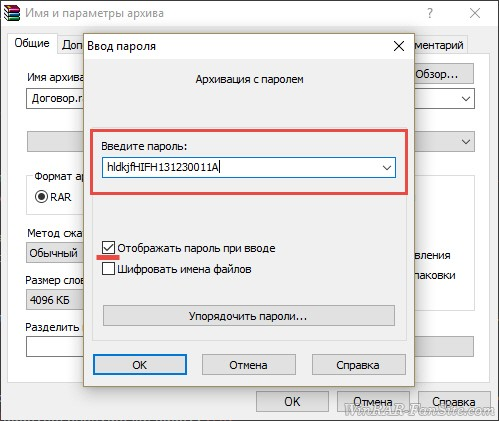 Имя и параметры архива
?
Общие
Доп
ментарий
Имя архива
Обзор...
Договор.r
Формат ар
RAR
Метод сжа
Обычный
Размер слов
4096 КБ
Разделить
вления
паковки
Ввод пароля
Архивация с паролем
Введите пароль:
hldkjfHIFH131230011A
Отображать пароль при вводе
Шифровать имена файлов
Упорядочить пароли...
OK
Отмена
Справка
OK
Отмена
Справка
WinRAR-FansSite.com